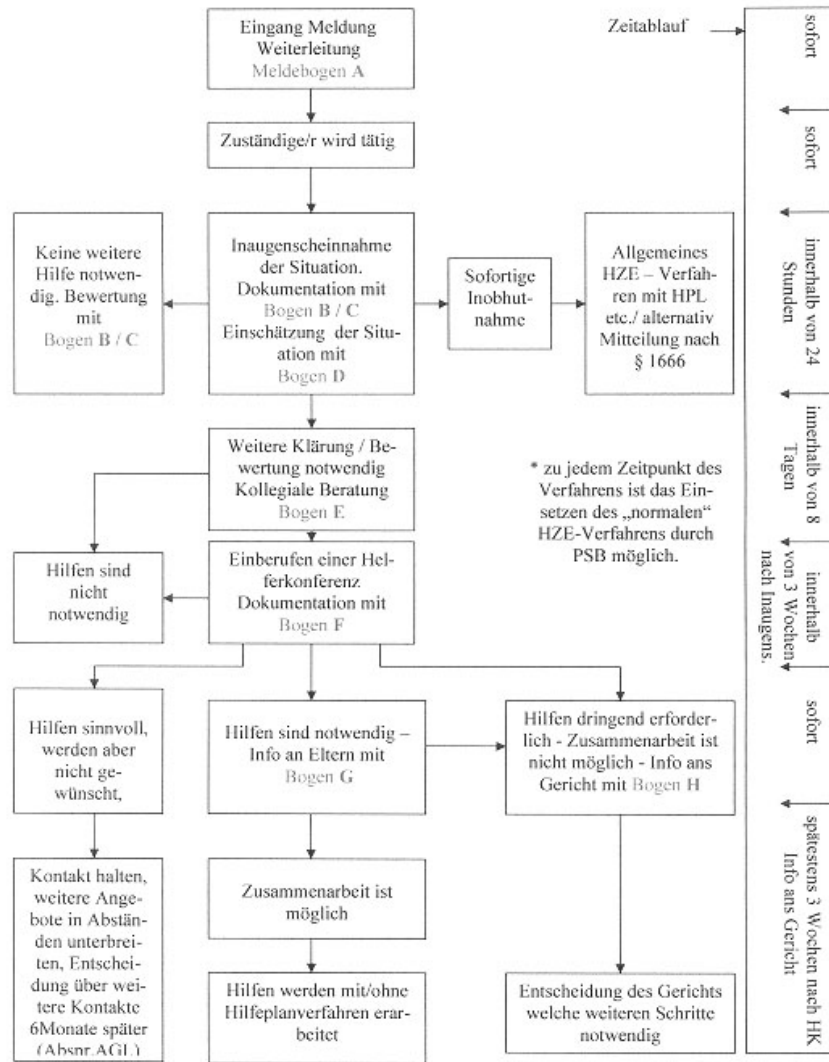 Eingang Meldung
Weiterleitung
Meldebogen A
Zeitablauf
sofort
Zuständige/r wird tätig
sofort
Keine weitere
Hilfe notwen-
dig. Bewertung
mit
Bogen B / C
Inaugenscheinnahme
der Situation.
Dokumentation mit
Bogen B / C
Einschätzung der Situ-
ation mit
Bogen D
Sofortige
Inobhut-
nahme
Allgemeines
HZE – Verfah-
ren mit HPL
etc./ alternativ
Mitteilung nach
§ 1666
innerhalb von 24
Stunden
Weitere Klärung / Be-
wertung notwendig
Kollegiale Beratung
Bogen E
* zu jedem Zeitpunkt des
Verfahrens ist das Ein-
setzen des „normalen“
HZE-Verfahrens durch
PSB möglich.
innerhalb von 8
Tagen
Hilfen sind
nicht
notwendig
Einberufen einer Hel-
ferkonferenz
Dokumentation mit
Bogen F
innerhalb
von 3 Wochen
nach Inaugens.
Hilfen sinnvoll,
werden aber
nicht ge-
wünscht,
Hilfen sind notwendig –
Info an Eltern mit
Bogen G
Hilfen dringend erforder-
lich - Zusammenarbeit ist
nicht möglich - Info ans
Gericht mit Bogen H
sofort
Kontakt halten,
weitere Ange-
bote in Abstän-
den unterbrei-
ten, Entschei-
dung über wei-
tere Kontakte
6Monate später
(Absnr.AGL)
Zusammenarbeit ist
möglich
Hilfen werden mit/ohne
Hilfeplanverfahren erar-
beitet
Entscheidung des Gerichts
welche weiteren Schritte
notwendig
spätestens 3 Wochen nach HK
Info ans Gericht